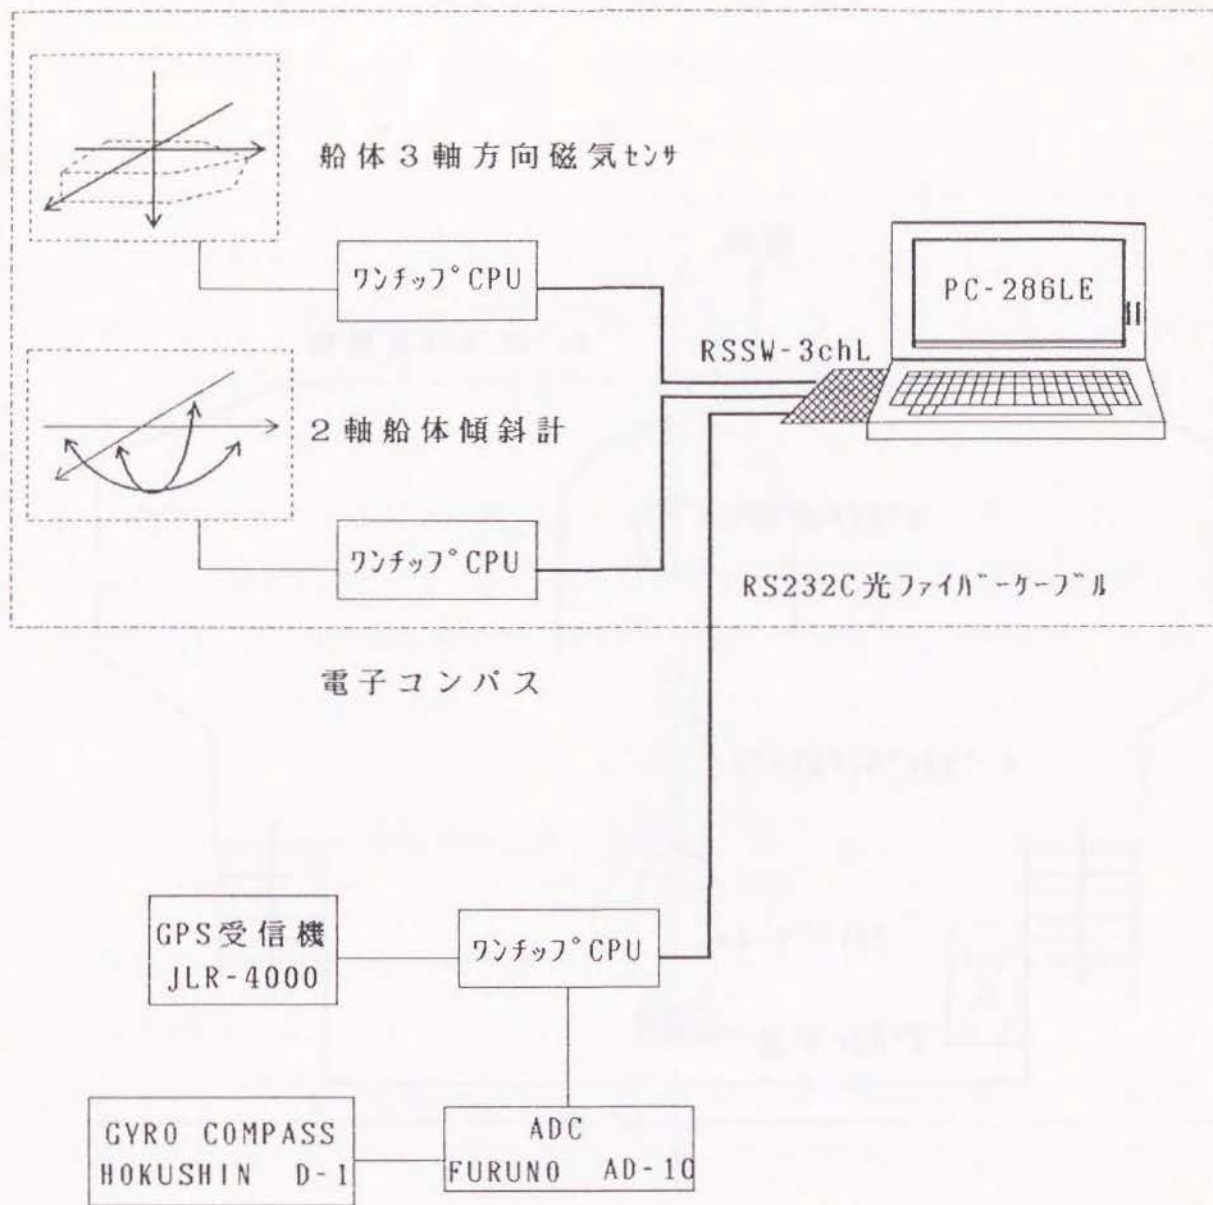 船体3軸方向磁気ｾﾝｻ
ﾜﾝﾁｯﾌﾟCPU
PC-286LE
RSSW-3chL
2軸船体傾斜計
ﾜﾝﾁｯﾌﾟCPU
RS232C光ﾌｧｲﾊﾞｰｹｰﾌﾞﾙ
電子コンパス
GPS受信機
JLR-4000
ﾜﾝﾁｯﾌﾟCPU
GYRO COMPASS
HOKUSHIN D-1
ADC
FURUNO AD-10